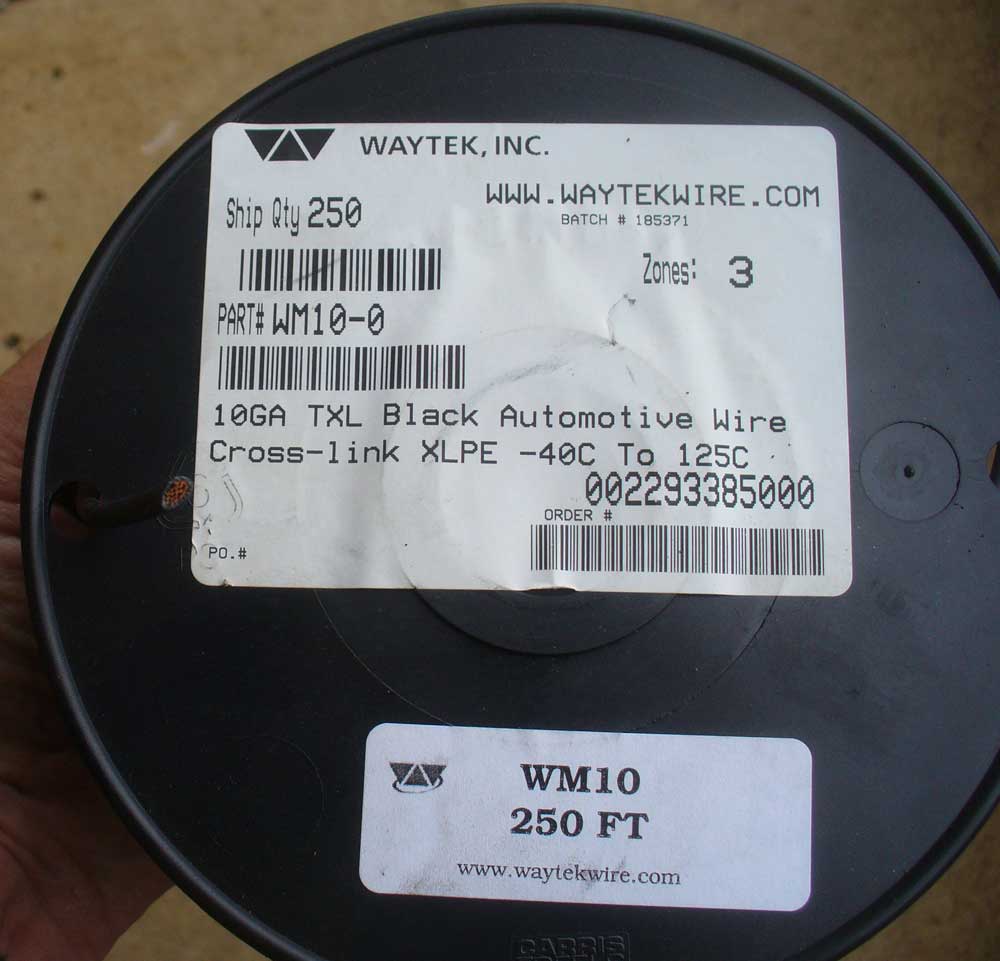 WAYTEK, INC.
WWW.WAYTEKWIRE.COM
Ship Qty 250
BATCH # 185371
Zones: 3
PART# WM10-0
10GA TXL Black Automotive Wire
Cross-link XLPE -40C To 125C
002293385000
ORDER #
PO.#
WM10
250 FT
www.waytekwire.com
CARRIS